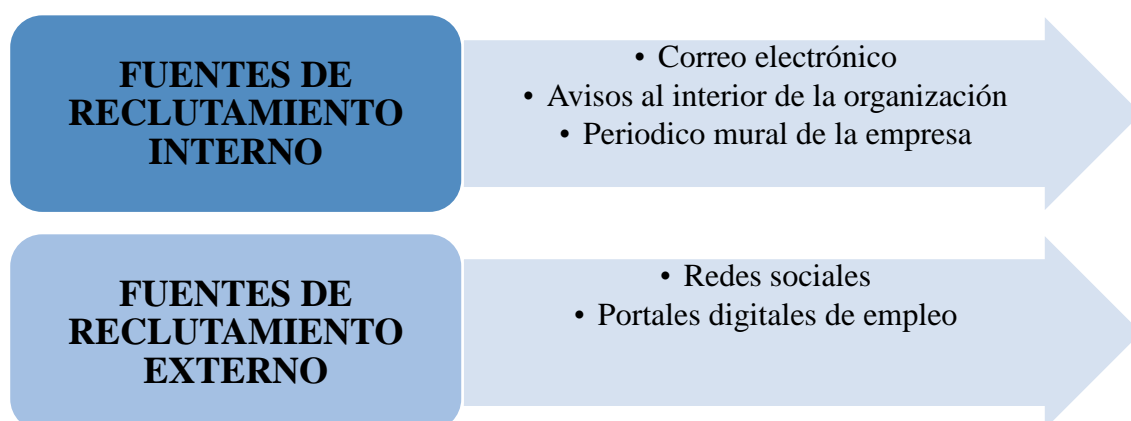 FUENTES DE
RECLUTAMIENTO
INTERNO
• Correo electrónico
• Avisos al interior de la organización
• Periodico mural de la empresa
FUENTES DE
RECLUTAMIENTO
EXTERNO
• Redes sociales
• Portales digitales de empleo